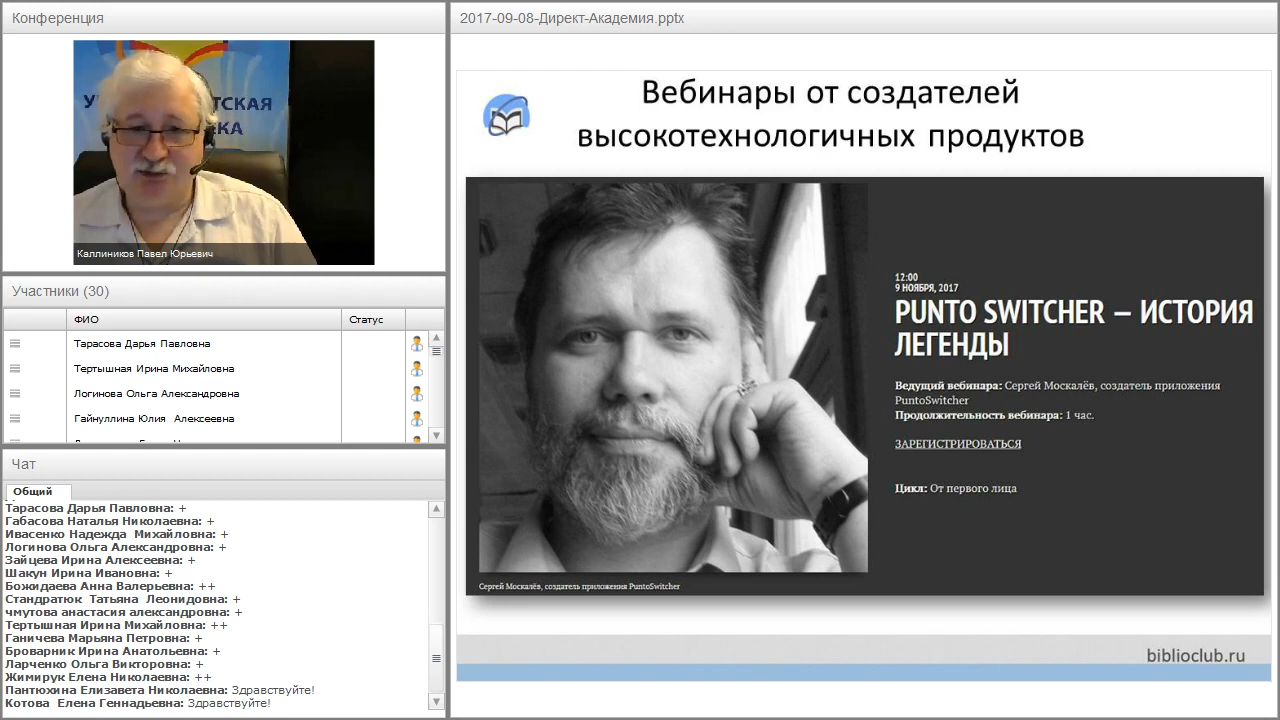 Конференция
У ТСКАЯ
ЕКА
Каллиников Павел Юрьевич
Участники (30)
ФИО
Статус
Тарасова Дарья Павловна
Тертышная Ирина Михайловна
Логинова Ольга Александровна
Гайнуллина Юлия Алексеевна
Чат
Общий
Тарасова Дарья Павловна: +
Габасова Наталья Николаевна: +
Ивасенко Надежда Михайловна: +
Логинова Ольга Александровна: +
Зайцева Ирина Алексеевна: +
Шакун Ирина Ивановна: +
Божидаева Анна Валерьевна: ++
Стандратюк Татьяна Леонидовна: +
чмутова анастасия александровна: +
Тертышная Ирина Михайловна: ++
Ганичева Марьяна Петровна: +
Броварник Ирина Анатольевна: +
Ларченко Ольга Викторовна: +
Жимирук Елена Николаевна: ++
Пантюхина Елизавета Николаевна: Здравствуйте!
Котова Елена Геннадьевна: Здравствуйте!
2017-09-08-Директ-Академия.pptx
Вебинары от создателей
высокотехнологичных продуктов
12:00
9 НОЯБРЯ, 2017
PUNTO SWITCHER — ИСТОРИЯ
ЛЕГЕНДЫ
Ведущий вебинара: Сергей Москалёв, создатель приложения
PuntoSwitcher
Продолжительность вебинара: 1 час.
ЗАРЕГИСТРИРОВАТЬСЯ
Цикл: От первого лица
Сергей Москалёв, создатель приложения PuntoSwitcher
biblioclub.ru